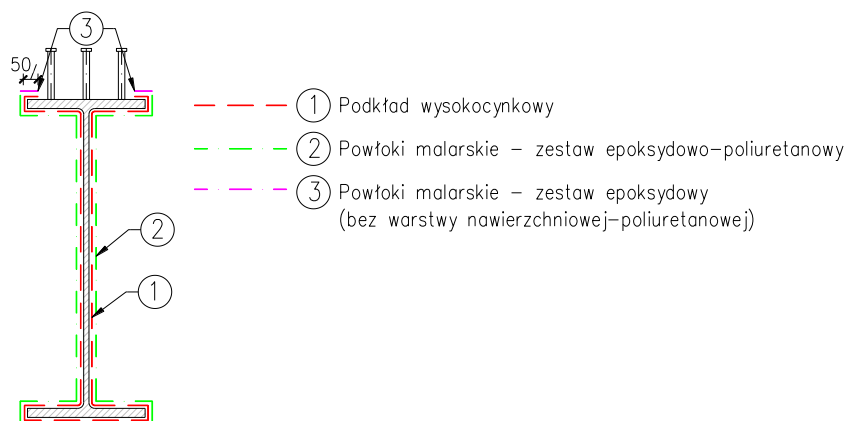 3
50
1 Podkład wysokocynkowy
2 Powłoki malarskie – zestaw epoksydowo–poliuretanowy
3 Powłoki malarskie – zestaw epoksydowy
(bez warstwy nawierzchniowej–poliuretanowej)
2
1